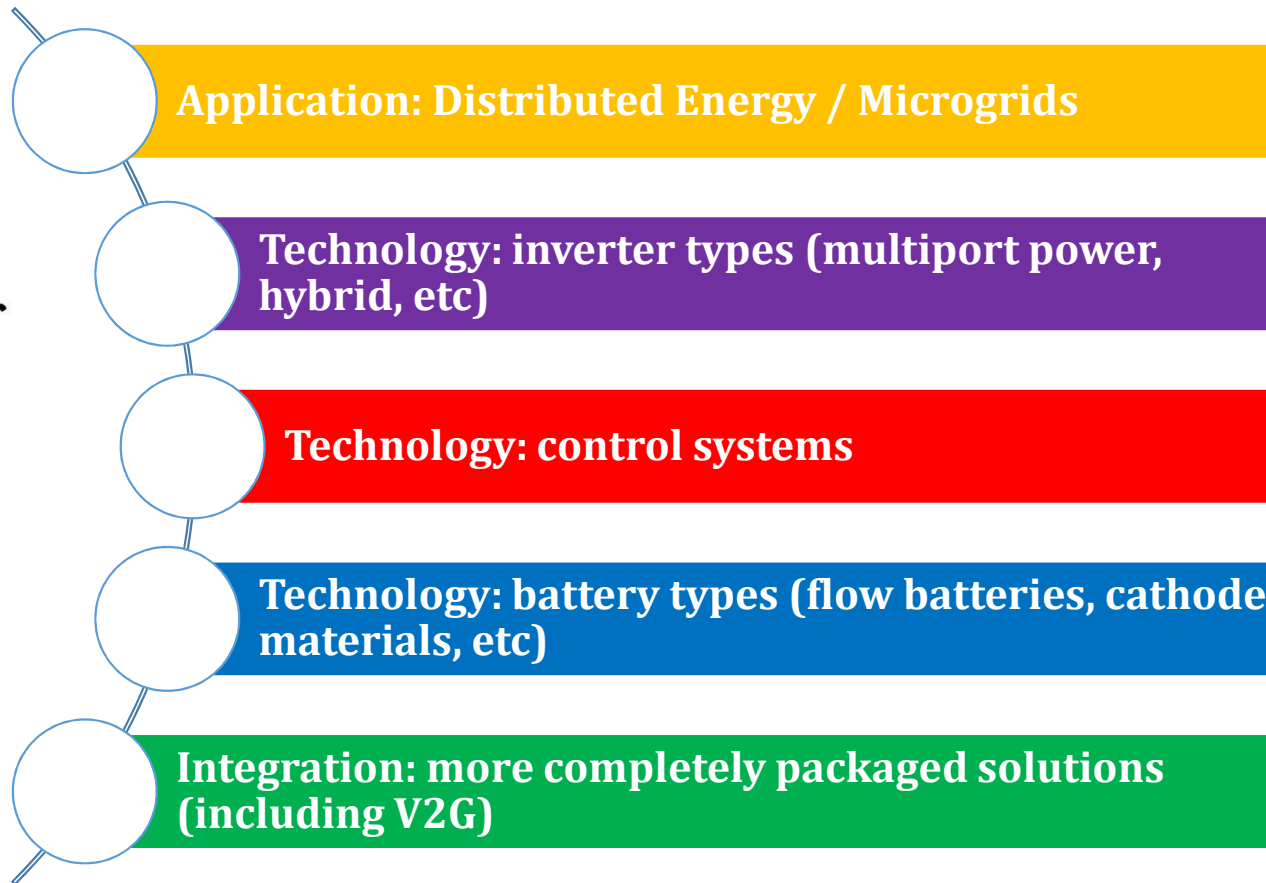 Application: Distributed Energy / Microgrids
Technology: inverter types (multiport power,
hybrid, etc)
Technology: control systems
Technology: battery types (flow batteries, cathode
materials, etc)
Integration: more completely packaged solutions
(including V2G)